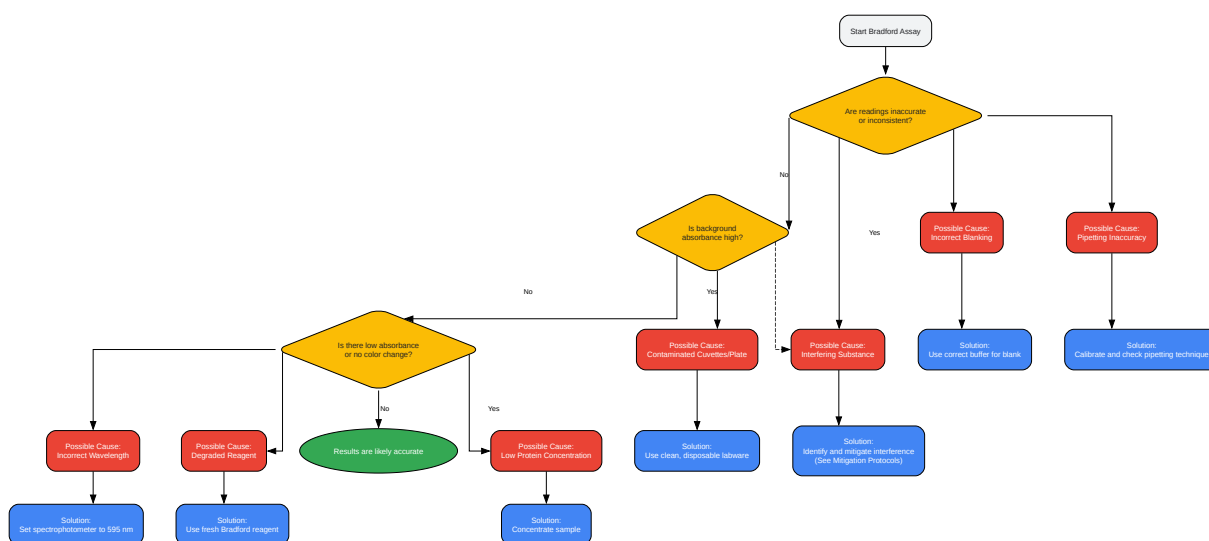 Start Bradford Assay
Are readings inaccurate
or inconsistent?
No
Is background
absorbance high?
Yes
Possible Cause:
Incorrect Blanking
Possible Cause:
Pipetting Inaccuracy
No
Yes
Is there low absorbance
or no color change?
Possible Cause:
Contaminated Cuvettes/Plate
Possible Cause:
Interfering Substance
Solution:
Use correct buffer for blank
Solution:
Calibrate and check pipetting technique
No
Yes
Possible Cause:
Incorrect Wavelength
Possible Cause:
Degraded Reagent
Results are likely accurate
Possible Cause:
Low Protein Concentration
Solution:
Use clean, disposable labware
Solution:
Identify and mitigate interference
(See Mitigation Protocols)
Solution:
Set spectrophotometer to 595 nm
Solution:
Use fresh Bradford reagent
Solution:
Concentrate sample